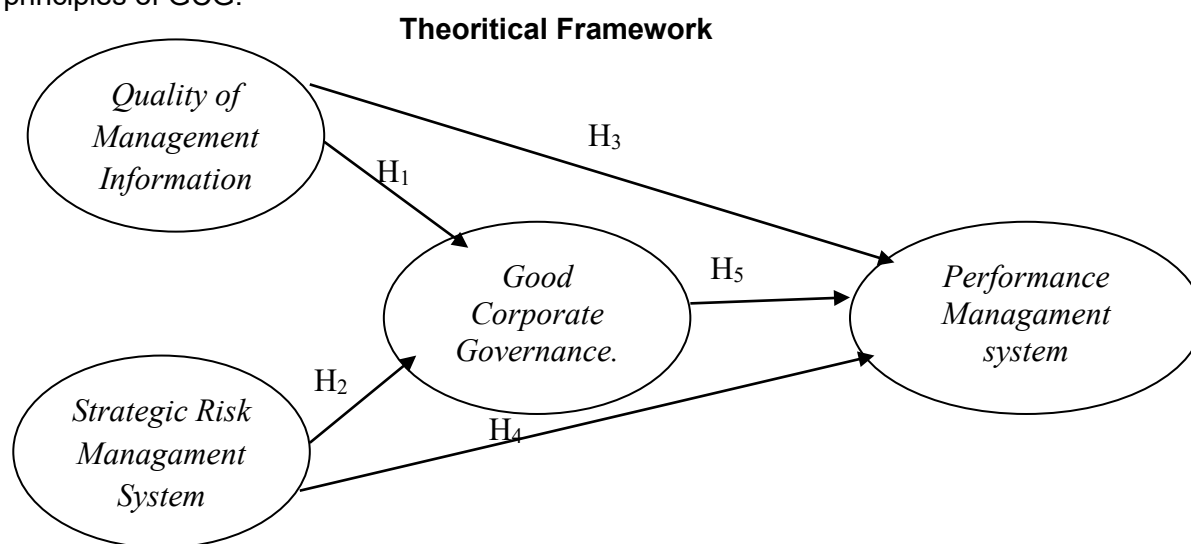 principles of GCG.
Theoritical Framework
Quality of
Management
Information
H3
H1
Good
Corporate
Governance.
H5
Performance
Managament
system
H2
Strategic Risk
Managament
System
H4